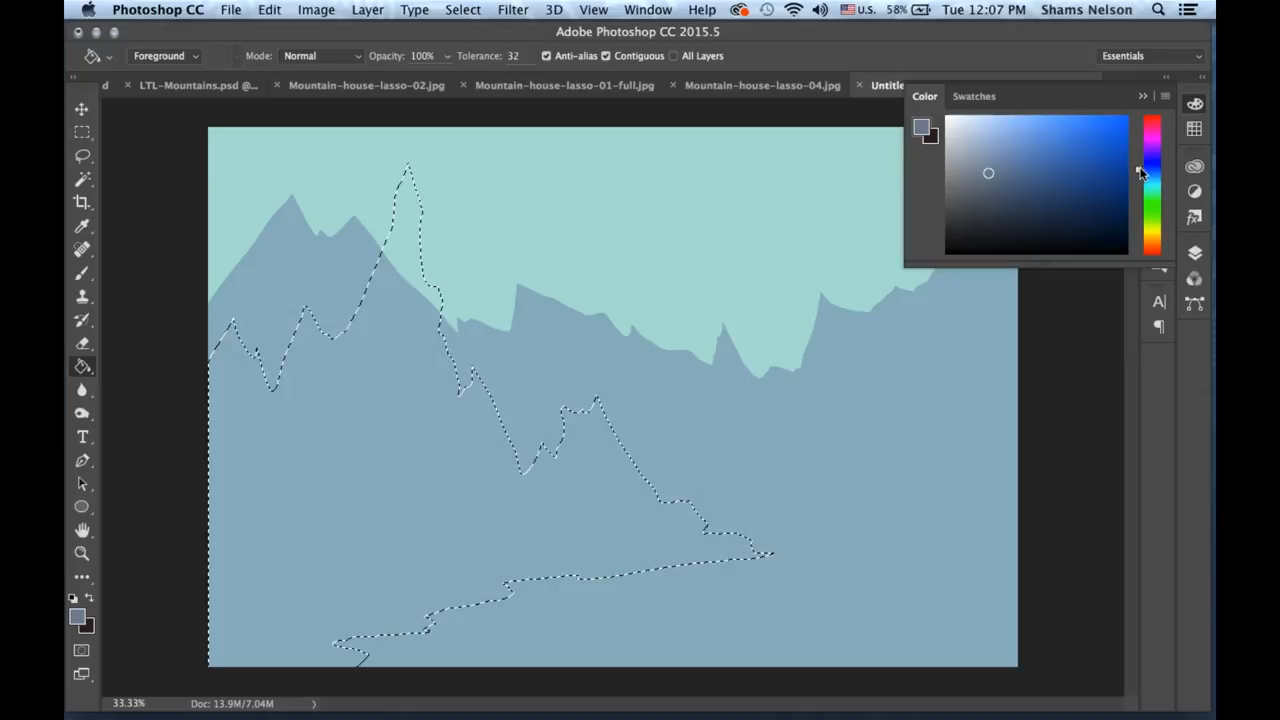 Photoshop CC File Edit Image Layer Type Select Filter 3D View Window Help U.S. 58% Tue 12:07 PM Shams Nelson
Adobe Photoshop CC 2015.5
Foreground Mode: Normal Opacity: 100% Tolerance: 32 Anti-alias Contiguous All Layers Essentials
d × LTL-Mountains.psd @... × Mountain-house-lasso-02.jpg × Mountain-house-lasso-01-full.jpg × Mountain-house-lasso-04.jpg × Untitle
Color Swatches
A
T
33.33% Doc: 13.9M/7.04M